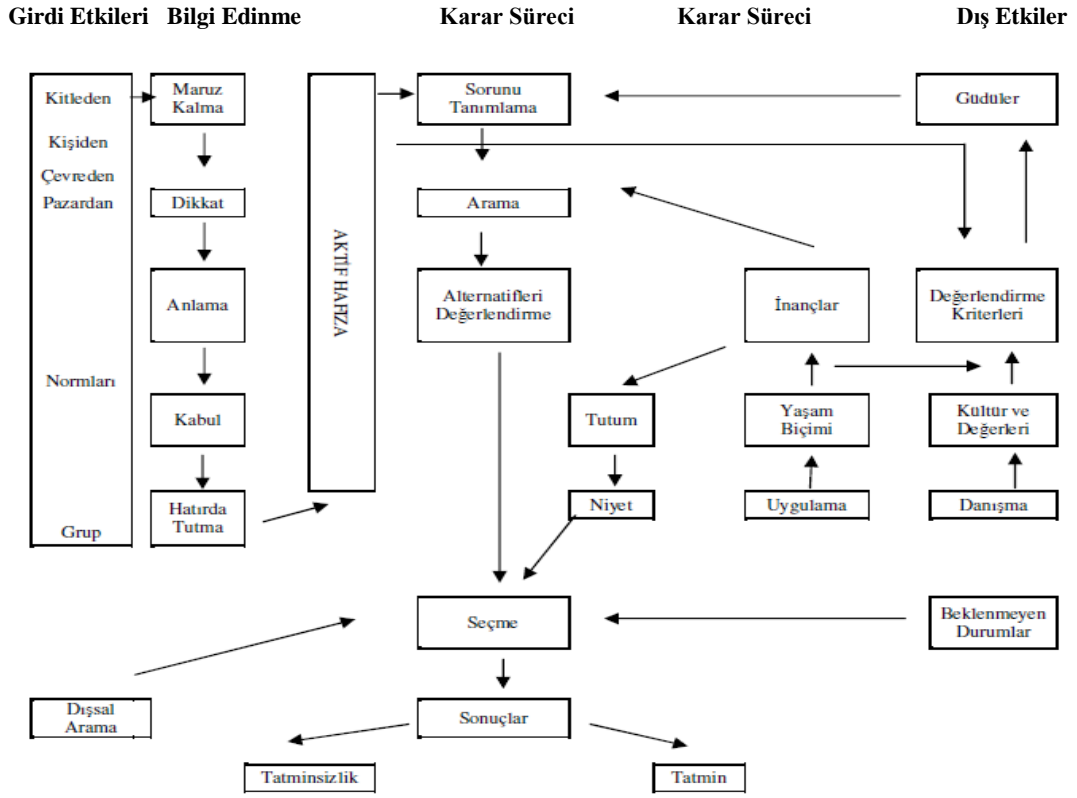 Girdi Etkileri Bilgi Edinme Karar Süreci Karar Süreci Dış Etkiler
Kitleden
Kişiden
Çevreden
Pazardan
Normları
Grup
Maruz
Kalma
Dikkat
Anlama
Kabul
Hatırda
Tutma
AKTİF HAFIZA
Sorunu
Tanımlama
Arama
Alternatifleri
Değerlendirme
İnançlar
Tutum
Niyet
Yaşam
Biçimi
Uygulama
Güdüler
Değerlendirme
Kriterleri
Kültür ve
Değerleri
Danışma
Seçme
Beklenmeyen
Durumlar
Dışsal
Arama
Sonuçlar
Tatminsizlik
Tatmin